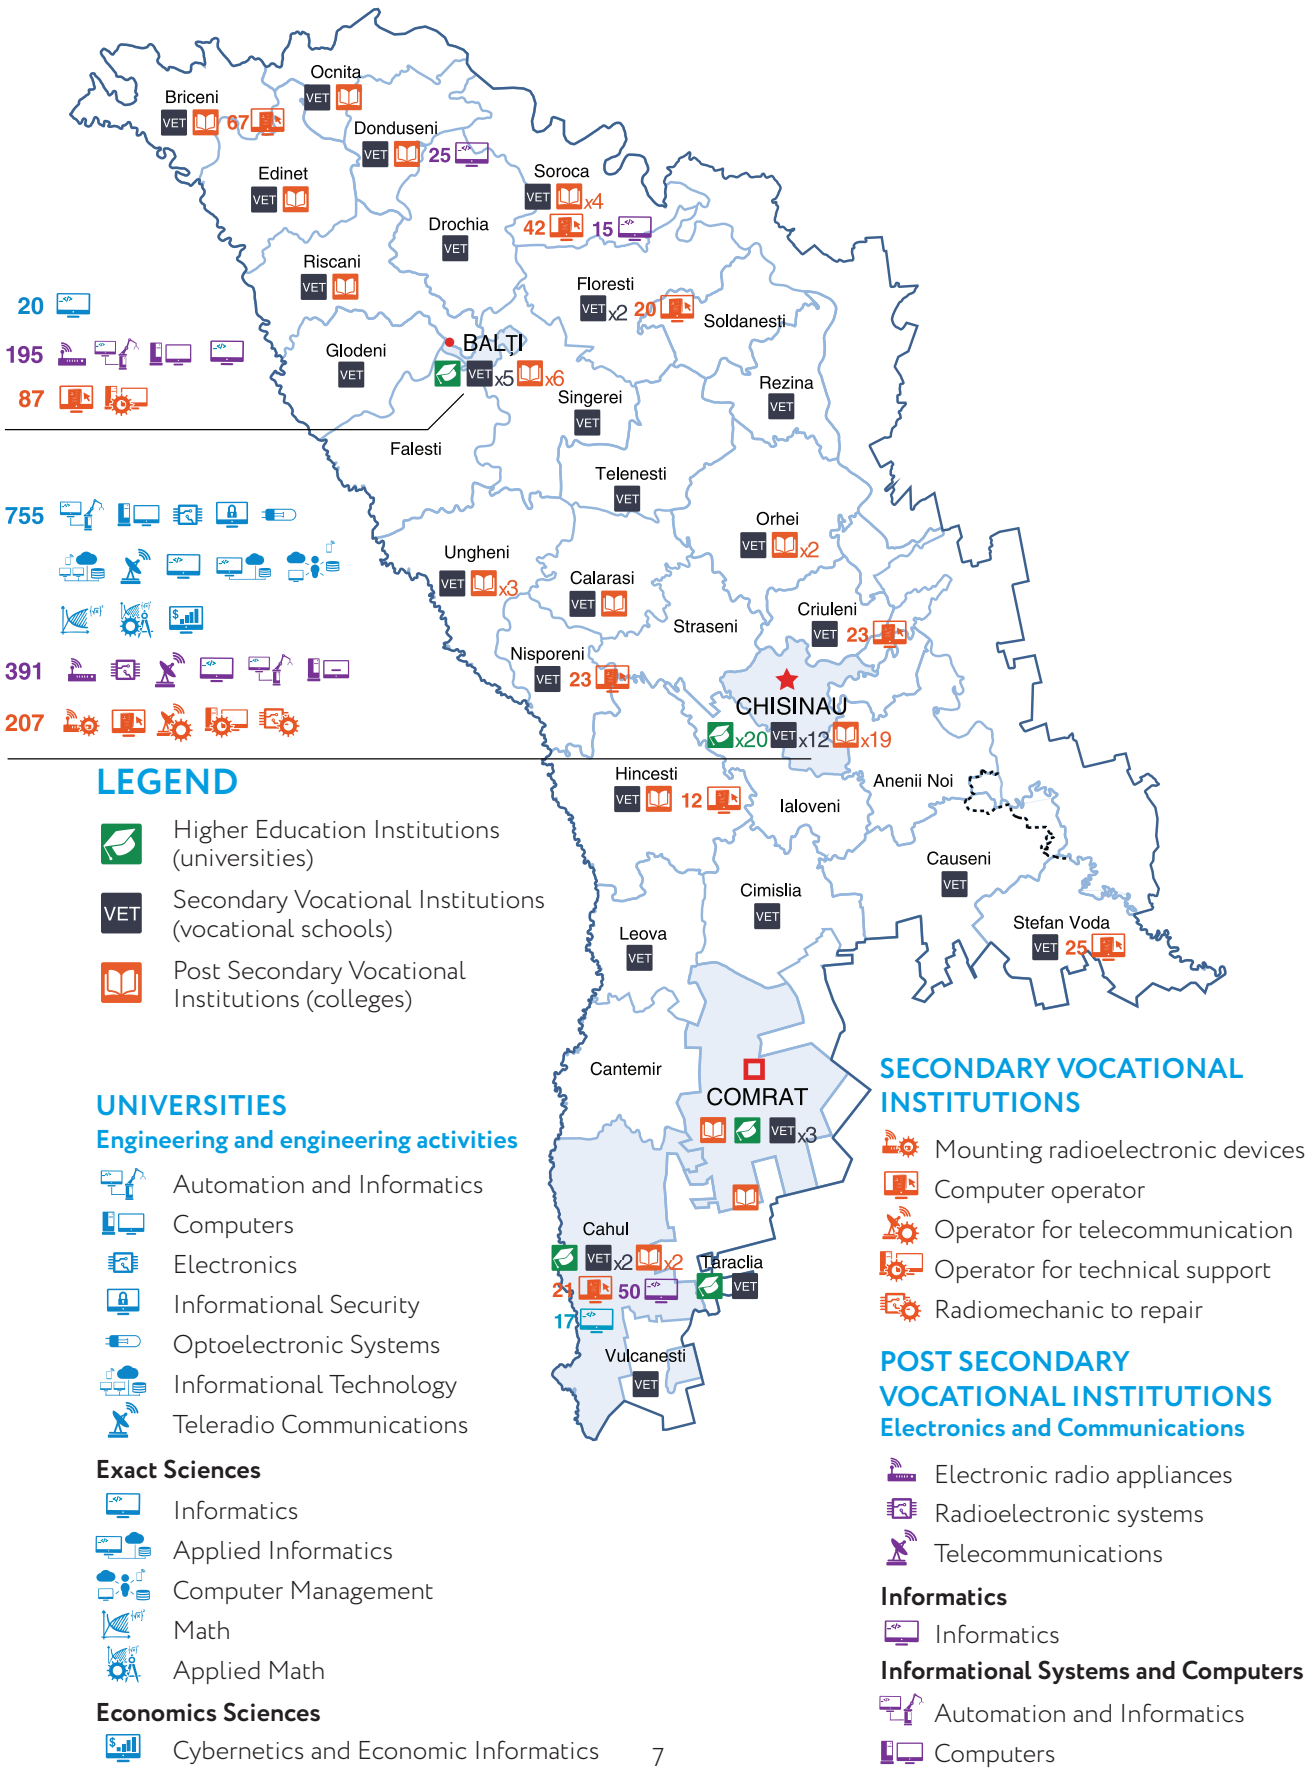 Ocnita
VET
Briceni
VET 67
Donduseni
VET 25
Edinet
VET
Soroca
VET x4
42 15
Drochia
VET
Riscani
VET
Floresti
VET x2 20
Soldanesti
20
195
87
BALȚI
VET x5 x6
Glodeni
VET
Rezina
VET
Singerei
VET
Falesti
Telenesti
VET
755
391
207
Orhei
VET x2
Ungheni
VET x3
Calarasi
VET
Straseni
Criuleni
VET 23
Nisporeni
VET 23
CHISINAU
x20 VET x12 x19
Hincesti
VET 12
Ialoveni
Anenii Noi
Causeni
VET
Cimislia
VET
Stefan Voda
VET 25
Leova
VET
Cantemir
COMRAT
VET x3
Cahul
VET x2 x2
21 50
17
Taraclia
VET
Vulcanesti
VET
LEGEND
Higher Education Institutions
(universities)
VET
Secondary Vocational Institutions
(vocational schools)
Post Secondary Vocational
Institutions (colleges)
UNIVERSITIES
Engineering and engineering activities
Automation and Informatics
Computers
Electronics
Informational Security
Optoelectronic Systems
Informational Technology
Teleradio Communications
Exact Sciences
Informatics
Applied Informatics
Computer Management
Math
Applied Math
Economics Sciences
Cybernetics and Economic Informatics
SECONDARY VOCATIONAL
INSTITUTIONS
Mounting radioelectronic devices
Computer operator
Operator for telecommunication
Operator for technical support
Radiomechanic to repair
POST SECONDARY
VOCATIONAL INSTITUTIONS
Electronics and Communications
Electronic radio appliances
Radioelectronic systems
Telecommunications
Informatics
Informatics
Informational Systems and Computers
Automation and Informatics
Computers
7